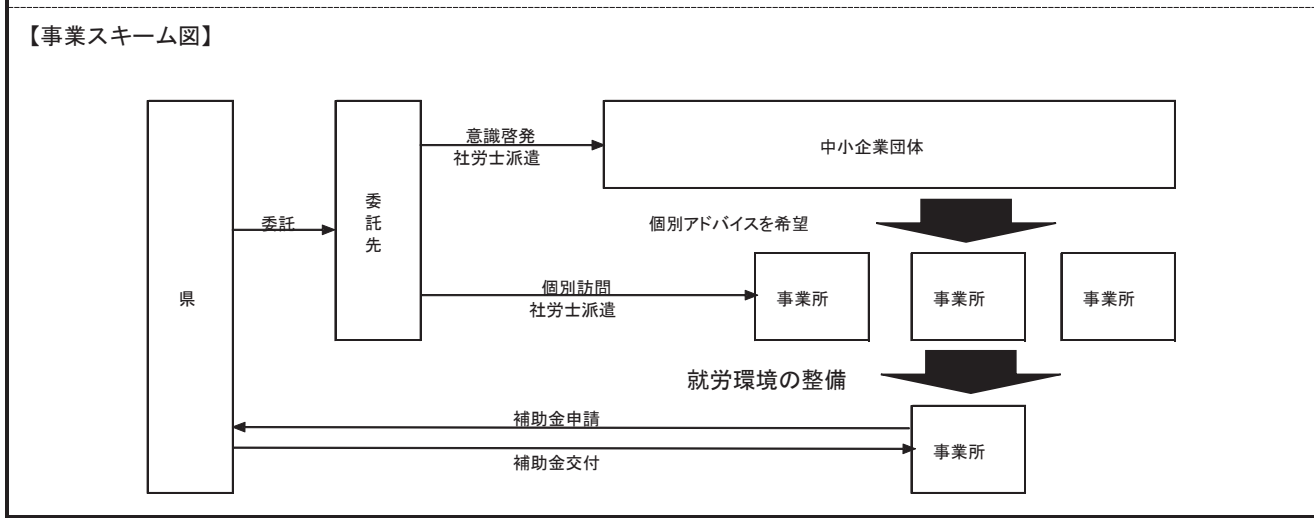 【事業スキーム図】
意識啓発
社労士派遣
中小企業団体
委託先
委託
個別アドバイスを希望
県
個別訪問
社労士派遣
事業所
事業所
事業所
就労環境の整備
補助金申請
補助金交付
事業所